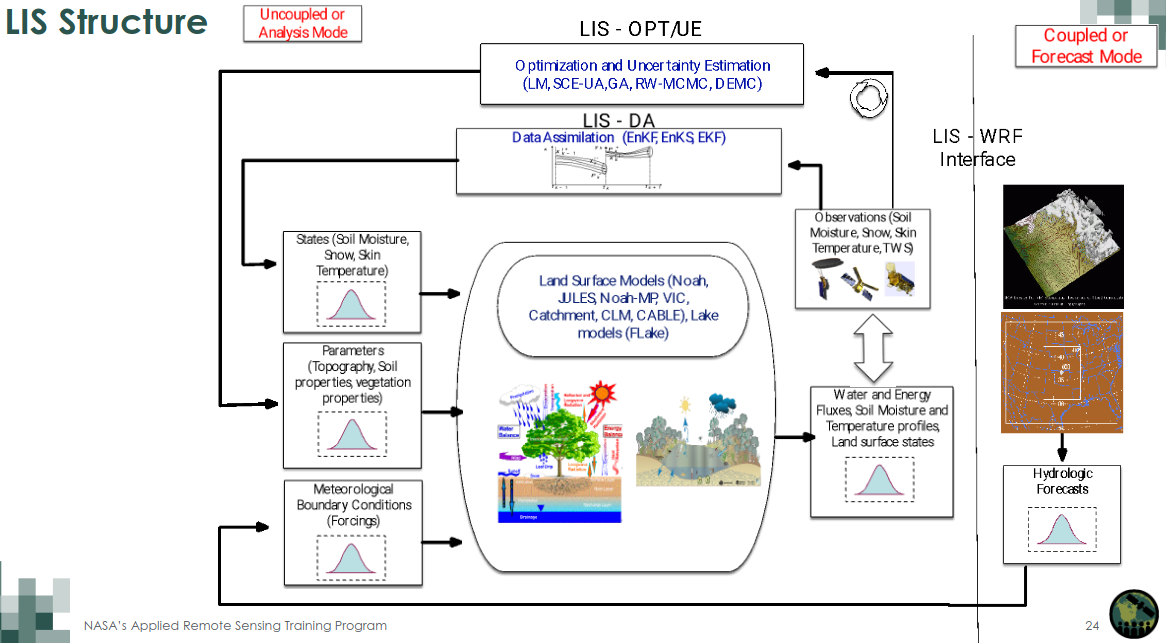 LIS Structure
Uncoupled or
Analysis Mode
LIS - OPT/UE
Optimization and Uncertainty Estimation
(LM, SCE-UA,GA, RW-MCMC, DEMC)
Coupled or
Forecast Mode
LIS - DA
Data Assimilation (EnKF, EnKS, EKF)
LIS - WRF
Interface
Observations (Soil
Moisture, Snow, Skin
Temperature, TWS)
States (Soil Moisture,
Snow, Skin
Temperature)
Land Surface Models (Noah,
JULES, Noah-MP, VIC,
Catchment, CLM, CABLE), Lake
models (FLake)
Parameters
(Topography, Soil
properties, vegetation
properties)
Precipitation
Water
Balance
Energy
Balance
Drainage
Water and Energy
Fluxes, Soil Moisture and
Temperature profiles,
Land surface states
Meteorological
Boundary Conditions
(Forcings)
Hydrologic
Forecasts
NASA's Applied Remote Sensing Training Program
24